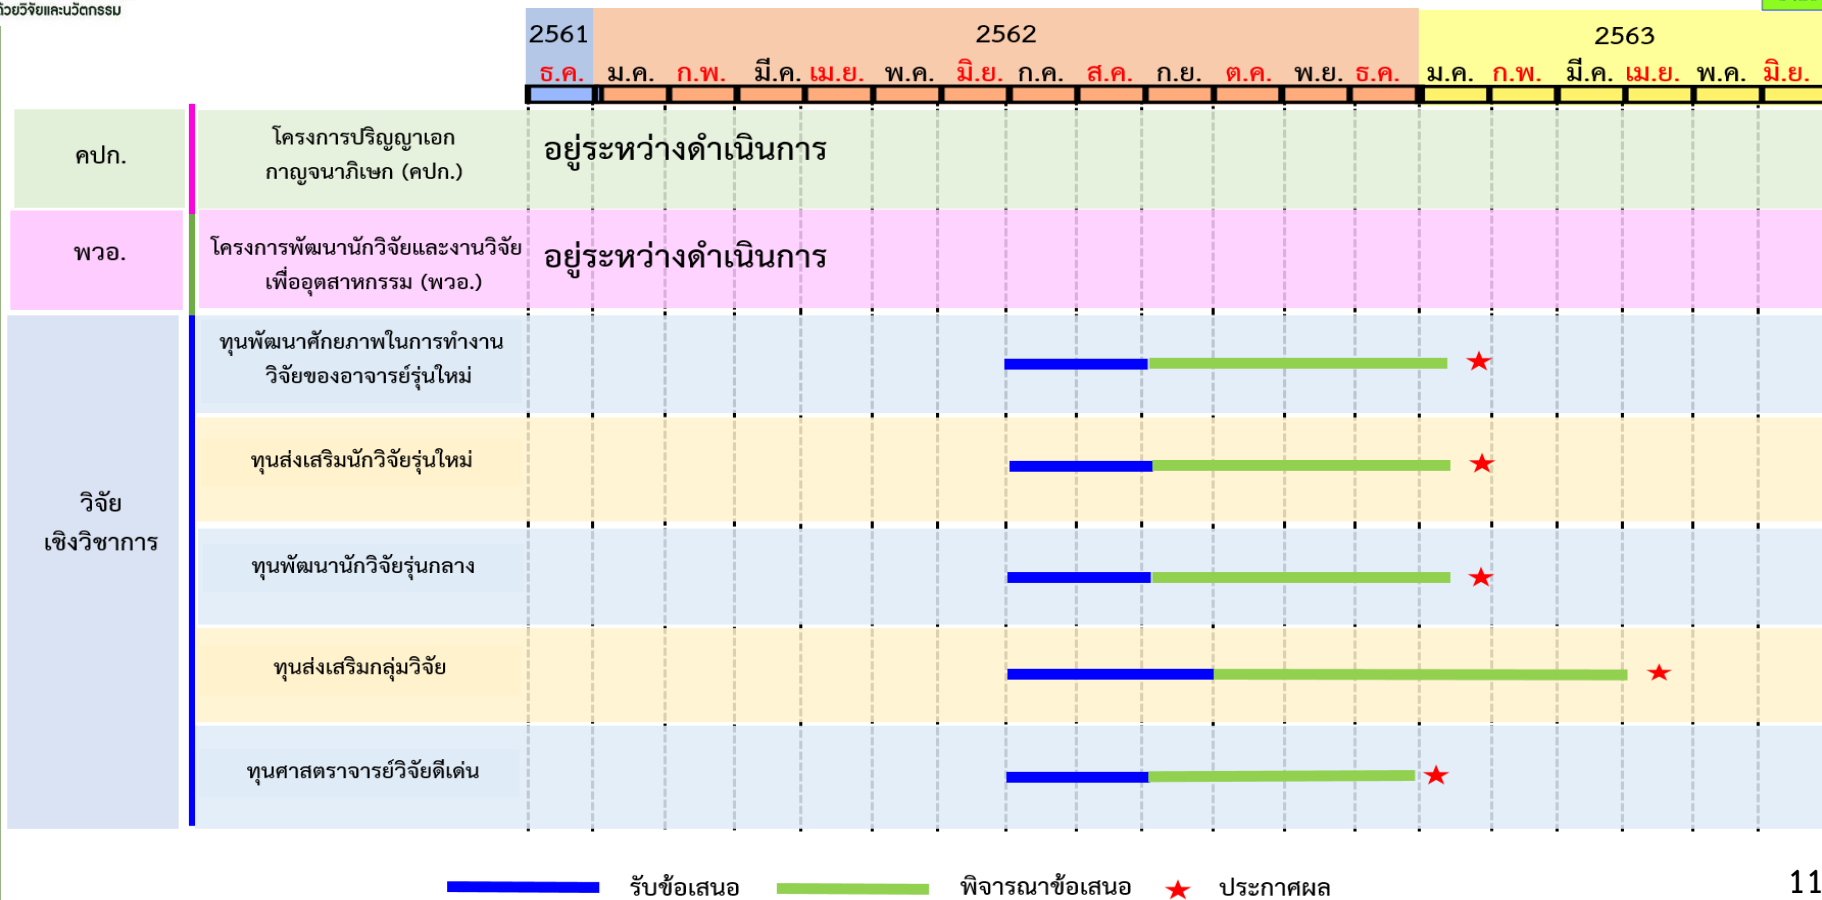 ด้วยวิจัยและนวัตกรรม
2561 2562 2563
ธ.ค. ม.ค. ก.พ. มี.ค. เม.ย. พ.ค. มิ.ย. ก.ค. ส.ค. ก.ย. ต.ค. พ.ย. ธ.ค. ม.ค. ก.พ. มี.ค. เม.ย. พ.ค. มิ.ย.
คปก.
โครงการปริญญาเอก
กาญจนาภิเษก (คปก.)
อยู่ระหว่างดำเนินการ
พวอ.
โครงการพัฒนานักวิจัยและงานวิจัย
เพื่ออุตสาหกรรม (พวอ.)
อยู่ระหว่างดำเนินการ
วิจัย
เชิงวิชาการ
ทุนพัฒนาศักยภาพในการทำงาน
วิจัยของอาจารย์รุ่นใหม่
ทุนส่งเสริมนักวิจัยรุ่นใหม่
ทุนพัฒนานักวิจัยรุ่นกลาง
ทุนส่งเสริมกลุ่มวิจัย
ทุนศาสตราจารย์วิจัยดีเด่น
รับข้อเสนอ พิจารณาข้อเสนอ ประกาศผล
11